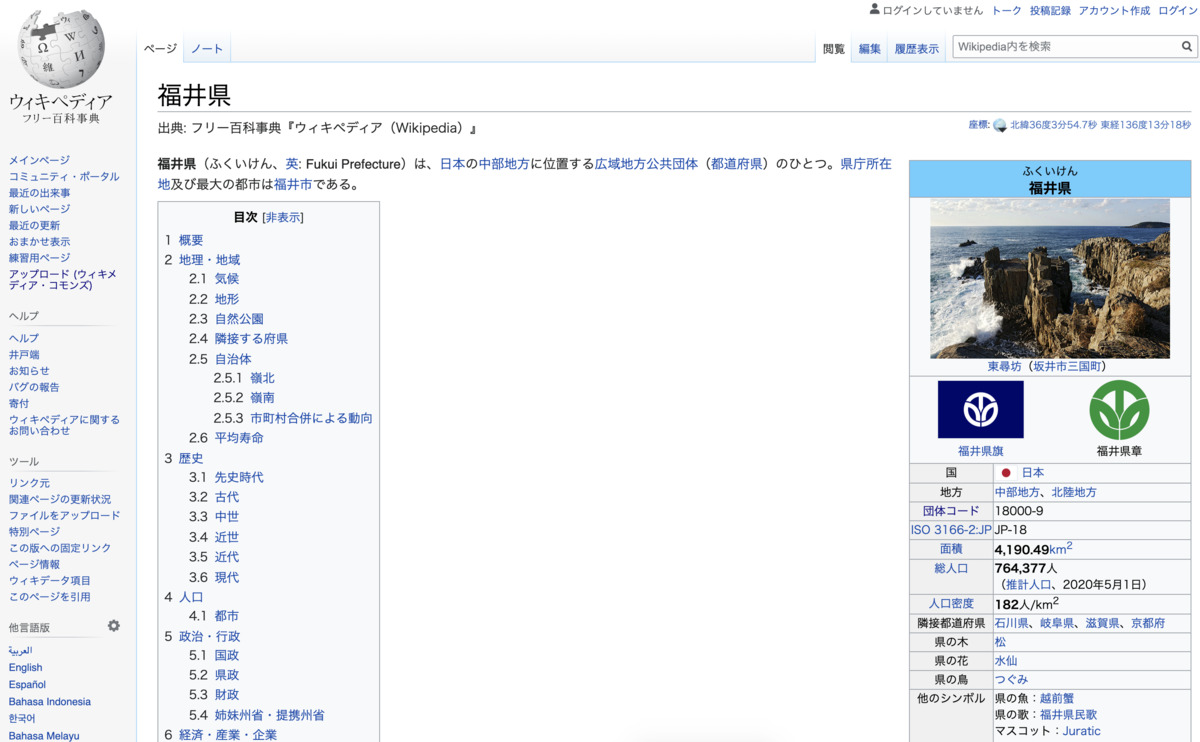 ログインしていません トーク 投稿記録 アカウント作成 ログイン
ページ ノート 閲覧 編集 履歴表示 Wikipedia内を検索
ウィキペディア
フリー百科事典
メインページ
コミュニティ・ポータル
最近の出来事
新しいページ
最近の更新
おまかせ表示
練習用ページ
アップロード (ウィキメ
ディア・コモンズ)
ヘルプ
ヘルプ
井戸端
お知らせ
バグの報告
寄付
ウィキペディアに関する
お問い合わせ
ツール
リンク元
関連ページの更新状況
ファイルをアップロード
特別ページ
この版への固定リンク
ページ情報
ウィキデータ項目
このページを引用
他言語版
العربية
English
Español
Bahasa Indonesia
한국어
Bahasa Melayu
福井県
出典: フリー百科事典『ウィキペディア（Wikipedia）』
座標: 北緯36度3分54.7秒 東経136度13分18秒
福井県（ふくいけん、英: Fukui Prefecture）は、日本の中部地方に位置する広域地方公共団体（都道府県）のひとつ。県庁所在
地及び最大の都市は福井市である。
目次 [非表示]
1 概要
2 地理・地域
2.1 気候
2.2 地形
2.3 自然公園
2.4 隣接する府県
2.5 自治体
2.5.1 嶺北
2.5.2 嶺南
2.5.3 市町村合併による動向
2.6 平均寿命
3 歴史
3.1 先史時代
3.2 古代
3.3 中世
3.4 近世
3.5 近代
3.6 現代
4 人口
4.1 都市
5 政治・行政
5.1 国政
5.2 県政
5.3 財政
5.4 姉妹州省・提携州省
6 経済・産業・企業
ふくいけん
福井県
東尋坊（坂井市三国町）
福井県旗 福井県章
国 日本
地方 中部地方、北陸地方
団体コード 18000-9
ISO 3166-2:JP JP-18
面積 4,190.49km2
総人口 764,377人
（推計人口、2020年5月1日）
人口密度 182人/km2
隣接都道府県 石川県、岐阜県、滋賀県、京都府
県の木 松
県の花 水仙
県の鳥 つぐみ
他のシンボル 県の魚：越前蟹
県の歌：福井県民歌
マスコット：Juratic